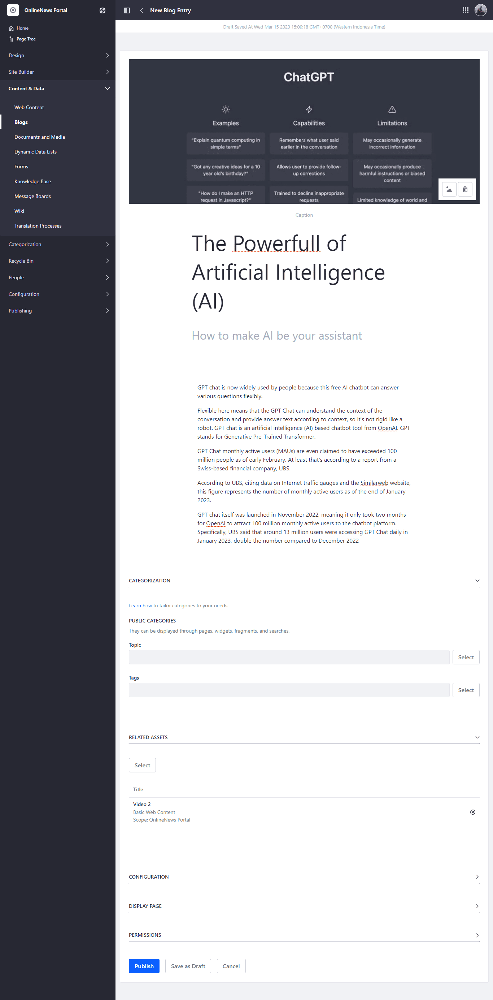 OnlineNews Portal
Home
Page Tree
Design
Site Builder
Content & Data
Web Content
Blogs
Documents and Media
Dynamic Data Lists
Forms
Knowledge Base
Message Boards
Wiki
Translation Processes
Categorization
Recycle Bin
People
Configuration
Publishing
New Blog Entry
Draft Saved At Wed Mar 15 2023 15:00:18 GMT+0700 (Western Indonesia Time)
ChatGPT
Examples
"Explain quantum computing in
simple terms"
"Got any creative ideas for a 10
year old's birthday?"
"How do I make an HTTP
request in Javascript?"
Capabilities
Remembers what user said
earlier in the conversation
Allows user to provide follow-
up corrections
Trained to decline inappropriate
requests
Limitations
May occasionally generate
incorrect information
May occasionally produce
harmful instructions or biased
content
Limited knowledge of world and
Caption
The Powerfull of
Artificial Intelligence
(AI)
How to make AI be your assistant
GPT chat is now widely used by people because this free AI chatbot can answer
various questions flexibly.
Flexible here means that the GPT Chat can understand the context of the
conversation and provide answer text according to context, so it's not rigid like a
robot. GPT chat is an artificial intelligence (AI) based chatbot tool from OpenAI. GPT
stands for Generative Pre-Trained Transformer.
GPT Chat monthly active users (MAUs) are even claimed to have exceeded 100
million people as of early February. At least that's according to a report from a
Swiss-based financial company, UBS.
According to UBS, citing data on Internet traffic gauges and the Similarweb website,
this figure represents the number of monthly active users as of the end of January
2023.
GPT chat itself was launched in November 2022, meaning it only took two months
for OpenAI to attract 100 million monthly active users to the chatbot platform.
Specifically, UBS said that around 13 million users were accessing GPT Chat daily in
January 2023, double the number compared to December 2022
CATEGORIZATION
Learn how to tailor categories to your needs.
PUBLIC CATEGORIES
They can be displayed through pages, widgets, fragments, and searches.
Topic
Select
Tags
Select
RELATED ASSETS
Select
Title
Video 2
Basic Web Content
Scope: OnlineNews Portal
CONFIGURATION
DISPLAY PAGE
PERMISSIONS
Publish
Save as Draft
Cancel